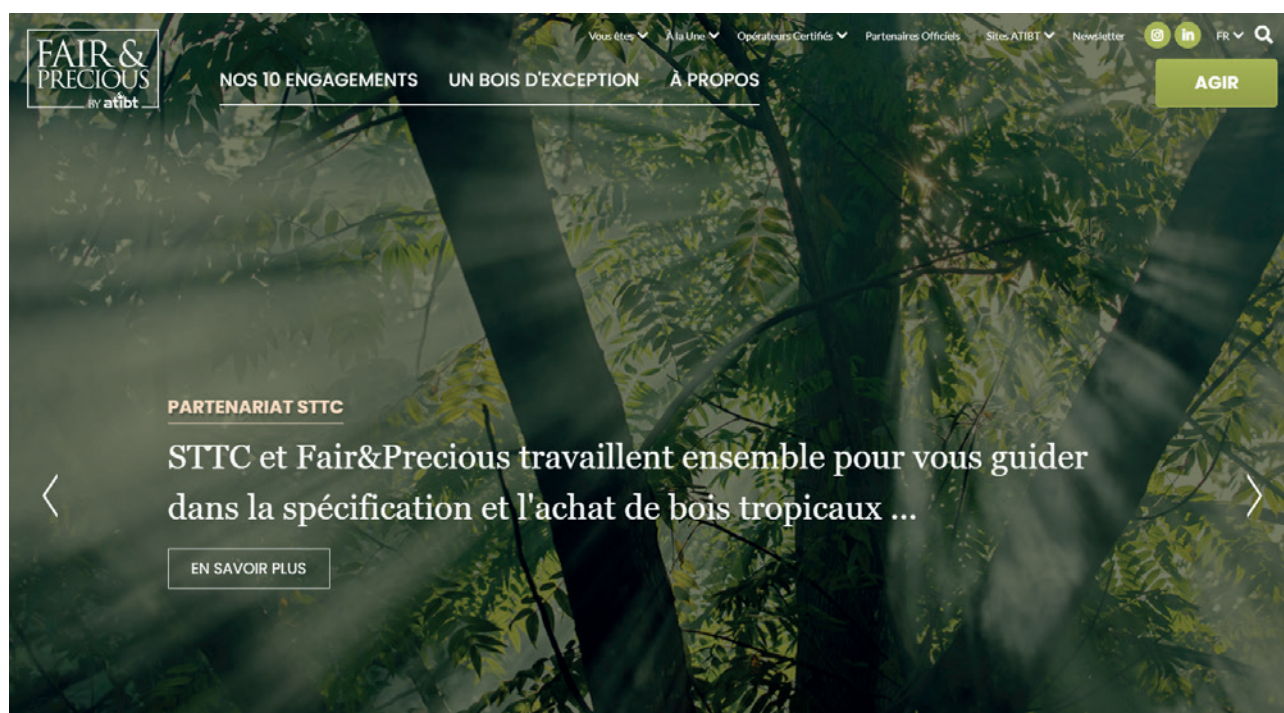 FAIR &
PRECIOUS
BY atibt
Vous êtes
À la Une
Opérateurs Certifiés
Partenaires Officiels
Sites ATIBT
Newsletter
in
FR
NOS 10 ENGAGEMENTS
UN BOIS D'EXCEPTION
À PROPOS
AGIR
PARTENARIAT STTC
STTC et Fair&Precious travaillent ensemble pour vous guider
dans la spécification et l'achat de bois tropicaux ...
EN SAVOIR PLUS